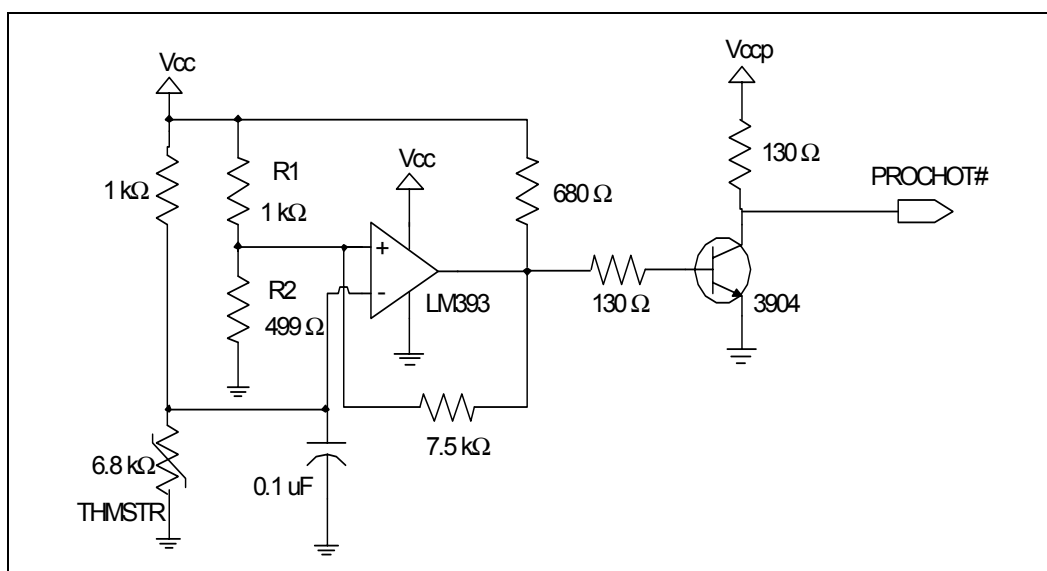 Vcc
Vccp
1 kΩ
R1
1 kΩ
Vcc
680 Ω
130 Ω
PROCHOT#
+
-
R2
499 Ω
LM393
130 Ω
3904
7.5 kΩ
6.8 kΩ
THMSTR
0.1 uF